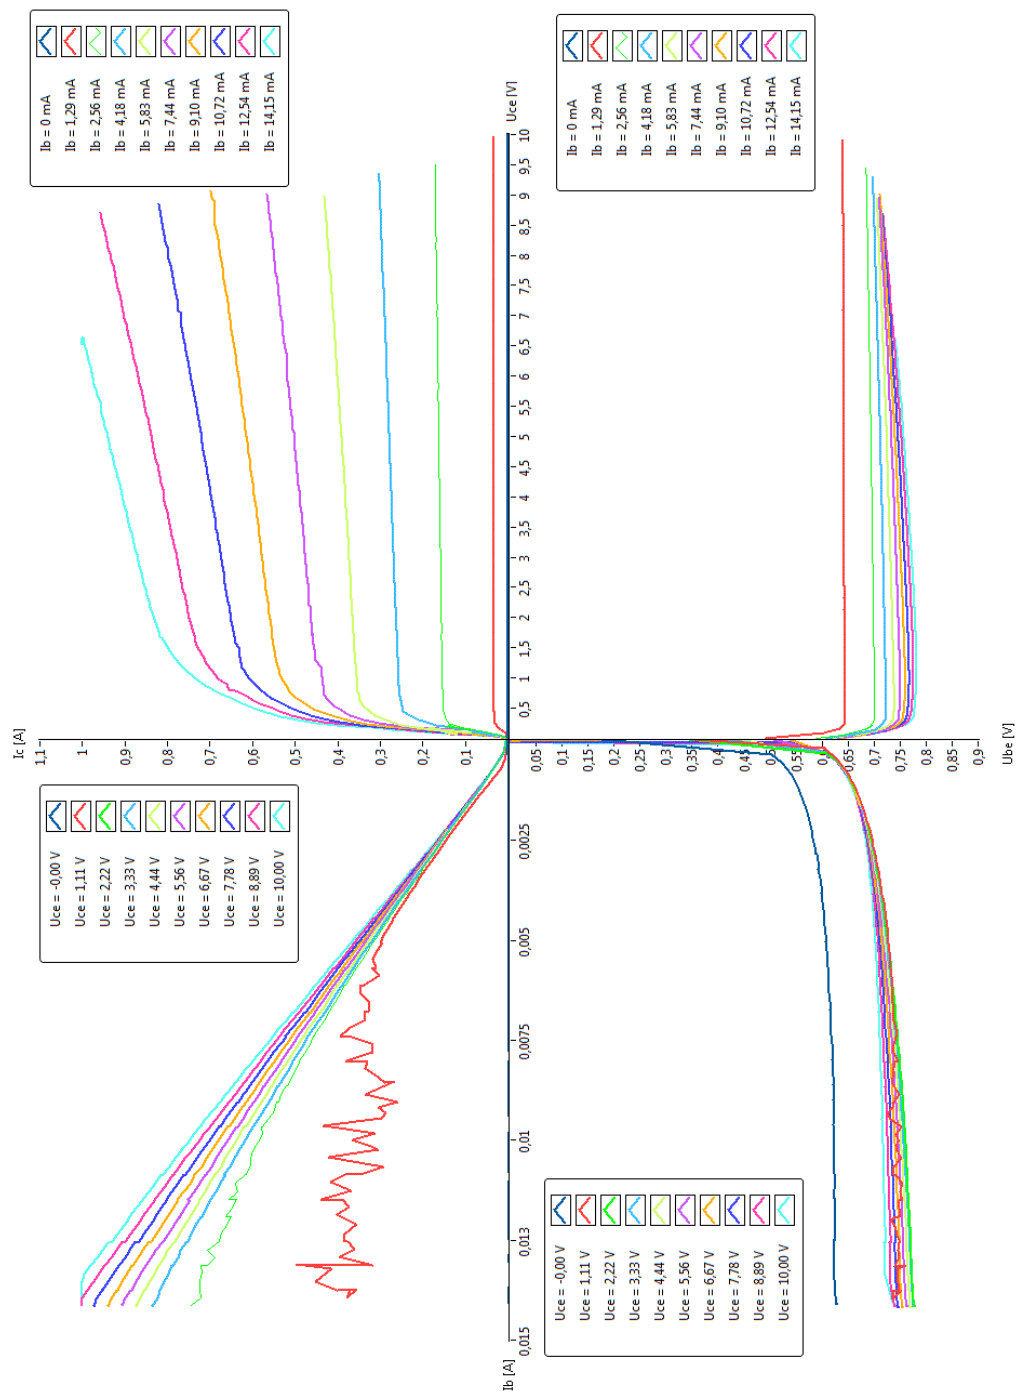 Ic [A]
1,1
1
0,9
0,8
0,7
0,6
0,5
0,4
0,3
0,2
0,1
Uce = -0,00 V
Uce = 1,11 V
Uce = 2,22 V
Uce = 3,33 V
Uce = 4,44 V
Uce = 5,56 V
Uce = 6,67 V
Uce = 7,78 V
Uce = 8,89 V
Uce = 10,00 V
Ib = 0 mA
Ib = 1,29 mA
Ib = 2,56 mA
Ib = 4,18 mA
Ib = 5,83 mA
Ib = 7,44 mA
Ib = 9,10 mA
Ib = 10,72 mA
Ib = 12,54 mA
Ib = 14,15 mA
Ib [A]
0,015
0,013
0,01
0,0075
0,005
0,0025
0,5
1
1,5
2
2,5
3
3,5
4
4,5
5
5,5
6
6,5
7
7,5
8
8,5
9
9,5
10
Uce [V]
0,05
0,1
0,15
0,2
0,25
0,3
0,35
0,4
0,45
0,5
0,55
0,6
0,65
0,7
0,75
0,8
0,85
0,9
Ube [V]
Uce = -0,00 V
Uce = 1,11 V
Uce = 2,22 V
Uce = 3,33 V
Uce = 4,44 V
Uce = 5,56 V
Uce = 6,67 V
Uce = 7,78 V
Uce = 8,89 V
Uce = 10,00 V
Ib = 0 mA
Ib = 1,29 mA
Ib = 2,56 mA
Ib = 4,18 mA
Ib = 5,83 mA
Ib = 7,44 mA
Ib = 9,10 mA
Ib = 10,72 mA
Ib = 12,54 mA
Ib = 14,15 mA